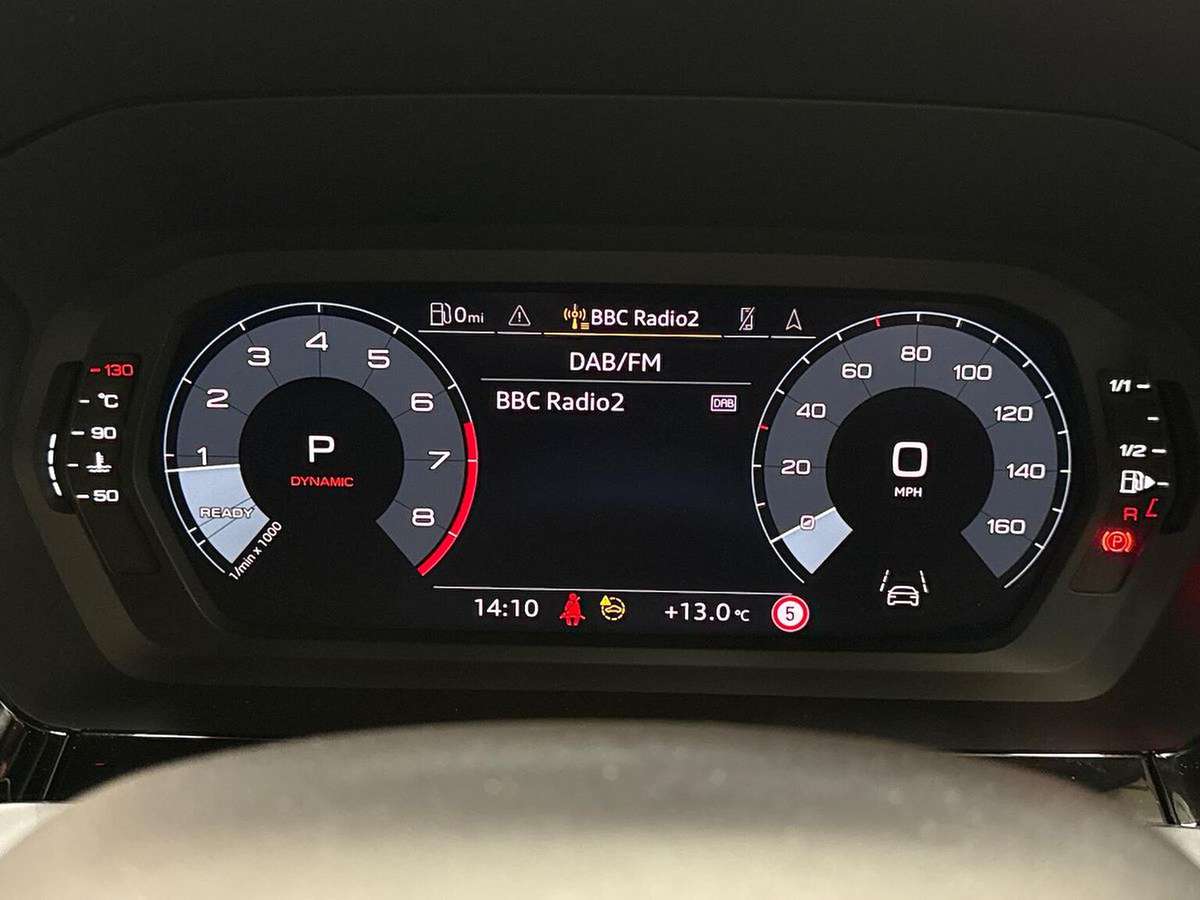 0mi
BBC Radio2
DAB/FM
BBC Radio2
DAB
-130
°C
90
50
1
2
3
4
5
6
7
8
READY
1/min x 1000
P
DYNAMIC
0
20
40
60
80
100
120
140
160
0
MPH
1/1
1/2
R
P
14:10
+13.0 °C
5